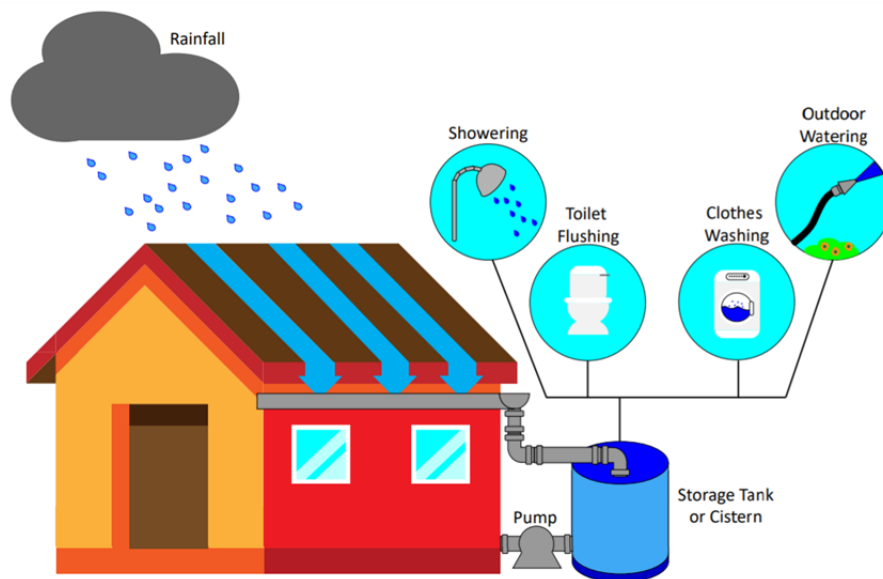 Rainfall
Showering
Toilet
Flushing
Clothes
Washing
Outdoor
Watering
Pump
Storage Tank
or Cistern